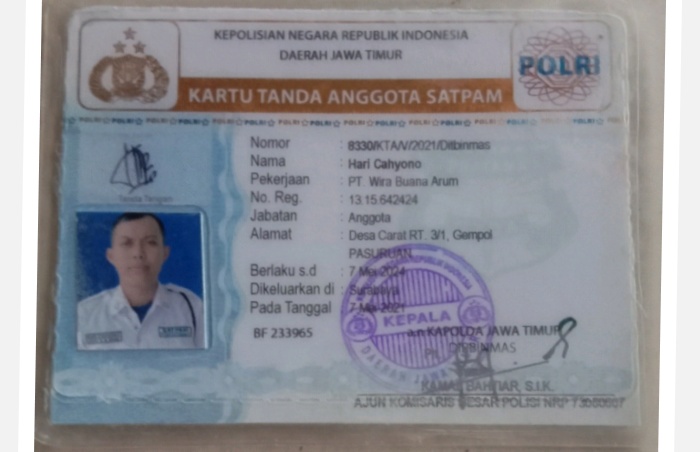 KEPOLISIAN NEGARA REPUBLIK INDONESIA
DAERAH JAWA TIMUR
POLRI
KARTU TANDA ANGGOTA SATPAM
Tanda Tangan
Nomor : 8330/KTA/V/2021/Ditbinmas
Nama : Hari Cahyono
Pekerjaan : PT. Wira Buana Arum
No. Reg. : 13.15.642424
Jabatan : Anggota
Alamat : Desa Carat RT. 3/1, Gempol
PASURUAN
Berlaku s.d : 7 Mei 2024
Dikeluarkan di : Surabaya
Pada Tanggal : 7 Mei 2021
BF 233965
a.n KAPOLDA JAWA TIMUR
DIRBINMAS
KEPALA
BAHTIAR, S.I.K.
AJUN KOMISARIS BESAR POLISI NRP